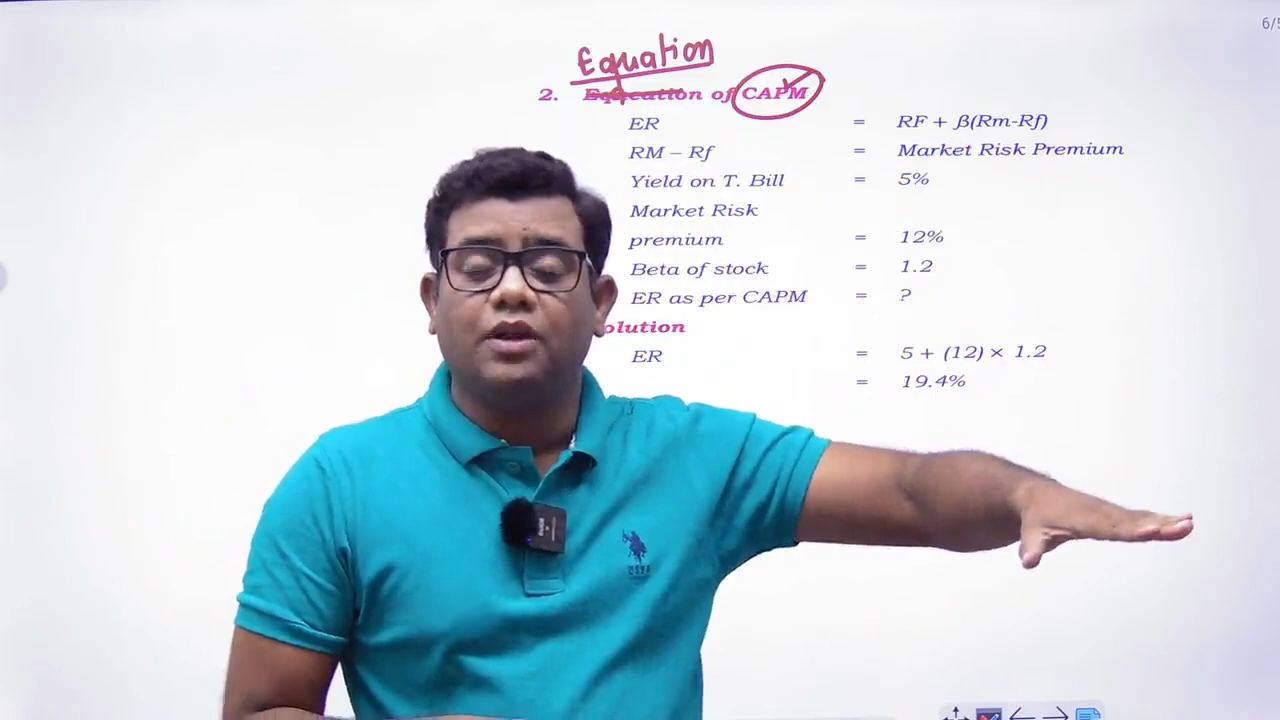 6/5
Equation
2. Equcation of CAPM
ER = RF + β(Rm-Rf)
RM – Rf = Market Risk Premium
Yield on T. Bill = 5%
Market Risk
premium = 12%
Beta of stock = 1.2
ER as per CAPM = ?
olution
ER = 5 + (12) × 1.2
= 19.4%